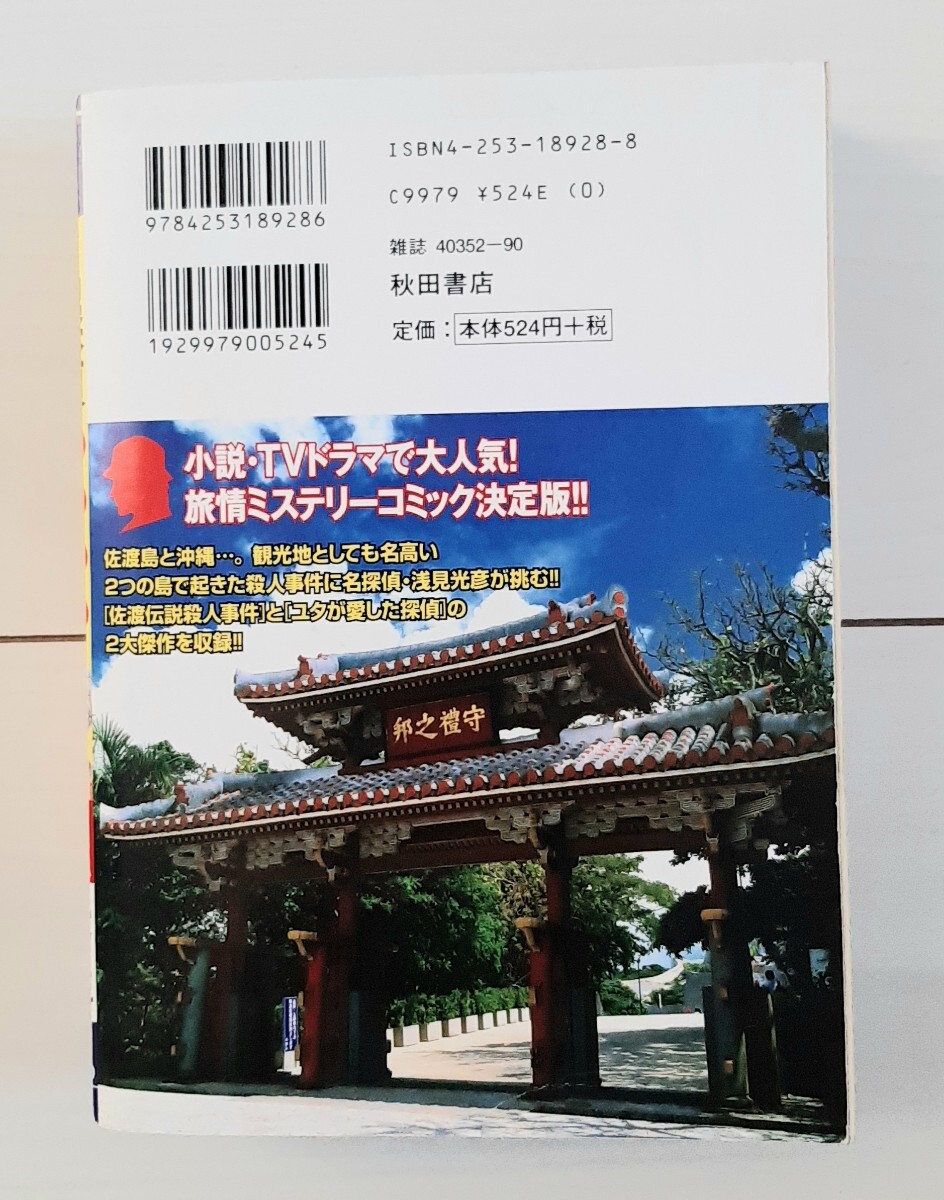 ISBN4-253-18928-8
9784253189286
C9979 ¥524E (0)
雑誌 40352-90
秋田書店
1929979005245
定価：本体524円+税
小説・TVドラマで大人気!
旅情ミステリーコミック決定版!!
佐渡島と沖縄…。観光地としても名高い
2つの島で起きた殺人事件に名探偵・浅見光彦が挑む!!
[佐渡伝説殺人事件]と[ユタが愛した探偵]の
2大傑作を収録!!
邦之禮守